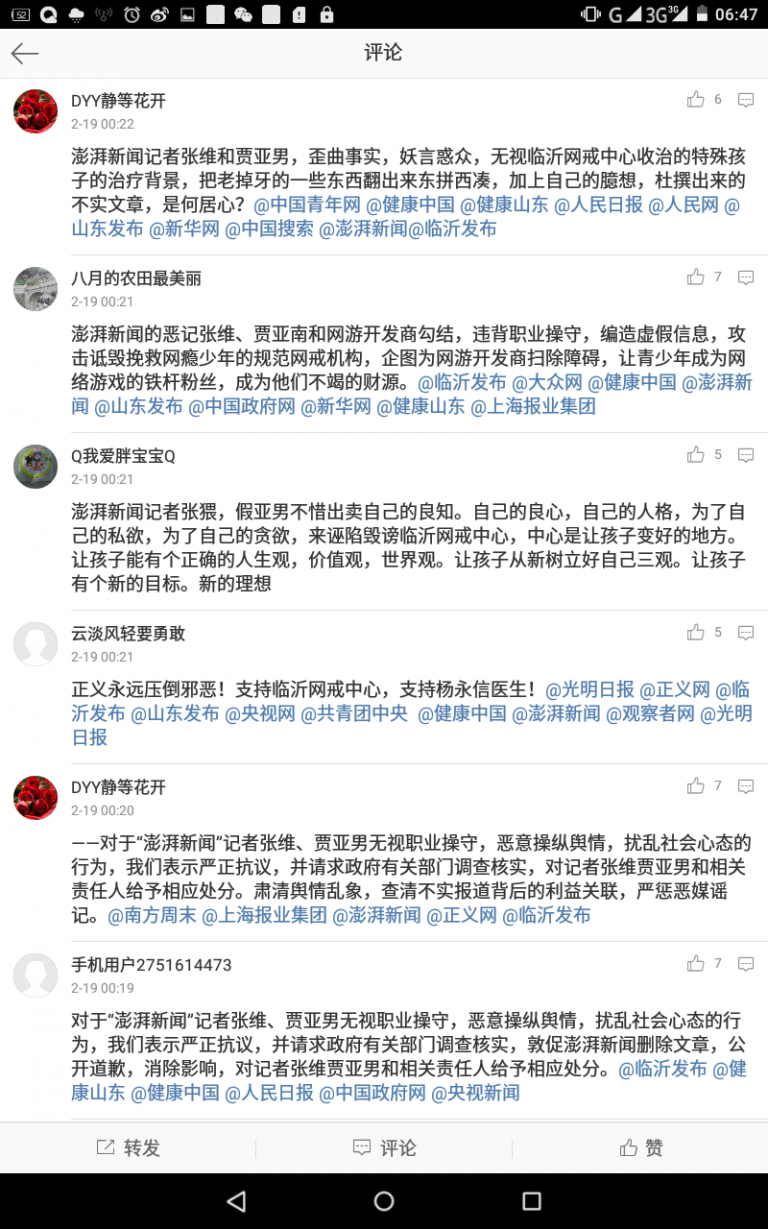 52
G
3G
3G
06:47
评论
DYY静等花开
6
2-19 00:22
澎湃新闻记者张维和贾亚男，歪曲事实，妖言惑众，无视临沂网戒中心收治的特殊孩
子的治疗背景，把老掉牙的一些东西翻出来东拼西凑，加上自己的臆想，杜撰出来的
不实文章，是何居心？@中国青年网 @健康中国 @健康山东 @人民日报 @人民网 @
山东发布 @新华网 @中国搜索 @澎湃新闻@临沂发布
八月的农田最美丽
7
2-19 00:21
澎湃新闻的恶记张维、贾亚南和网游开发商勾结，违背职业操守，编造虚假信息，攻
击诋毁挽救网瘾少年的规范网戒机构，企图为网游开发商扫除障碍，让青少年成为网
络游戏的铁杆粉丝，成为他们不竭的财源。@临沂发布 @大众网 @健康中国 @澎湃新
闻 @山东发布 @中国政府网 @新华网 @健康山东 @上海报业集团
Q我爱胖宝宝Q
5
2-19 00:21
澎湃新闻记者张猥，假亚男不惜出卖自己的良知。自己的良心，自己的人格，为了自
己的私欲，为了自己的贪欲，来诬陷毁谤临沂网戒中心，中心是让孩子变好的地方。
让孩子能有个正确的人生观，价值观，世界观。让孩子从新树立好自己三观。让孩子
有个新的目标。新的理想
云淡风轻要勇敢
5
2-19 00:21
正义永远压倒邪恶！支持临沂网戒中心，支持杨永信医生！@光明日报 @正义网 @临
沂发布 @山东发布 @央视网 @共青团中央 @健康中国 @澎湃新闻 @观察者网 @光明
日报
DYY静等花开
7
2-19 00:20
——对于“澎湃新闻”记者张维、贾亚男无视职业操守，恶意操纵舆情，扰乱社会心态的
行为，我们表示严正抗议，并请求政府有关部门调查核实，对记者张维贾亚男和相关
责任人给予相应处分。肃清舆情乱象，查清不实报道背后的利益关联，严惩恶媒谣
记。@南方周末 @上海报业集团 @澎湃新闻 @正义网 @临沂发布
手机用户2751614473
7
2-19 00:19
对于“澎湃新闻”记者张维、贾亚男无视职业操守，恶意操纵舆情，扰乱社会心态的行
为，我们表示严正抗议，并请求政府有关部门调查核实，敦促澎湃新闻删除文章，公
开道歉，消除影响，对记者张维贾亚男和相关责任人给予相应处分。@临沂发布 @健
康山东 @健康中国 @人民日报 @中国政府网 @央视新闻
转发
评论
赞